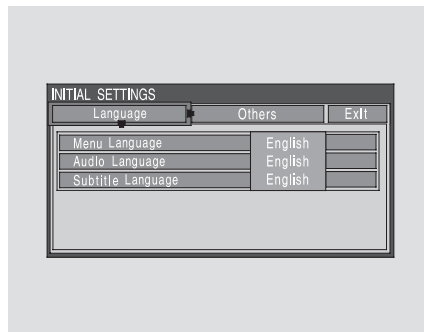 INITIAL SETTINGS
Language Others Exit
Menu Language English
Audio Language English
Subtitle Language English